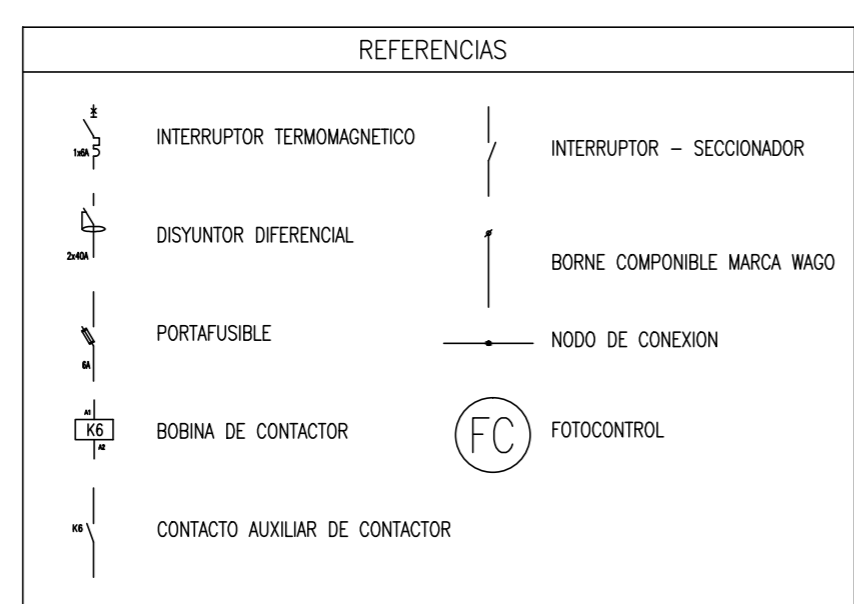 REFERENCIAS
1x6A
INTERRUPTOR TERMOMAGNETICO
2x40A
DISYUNTOR DIFERENCIAL
6A
PORTAFUSIBLE
A1
K6
A2
BOBINA DE CONTACTOR
K6
CONTACTO AUXILIAR DE CONTACTOR
INTERRUPTOR – SECCIONADOR
BORNE COMPONIBLE MARCA WAGO
NODO DE CONEXION
FC
FOTOCONTROL